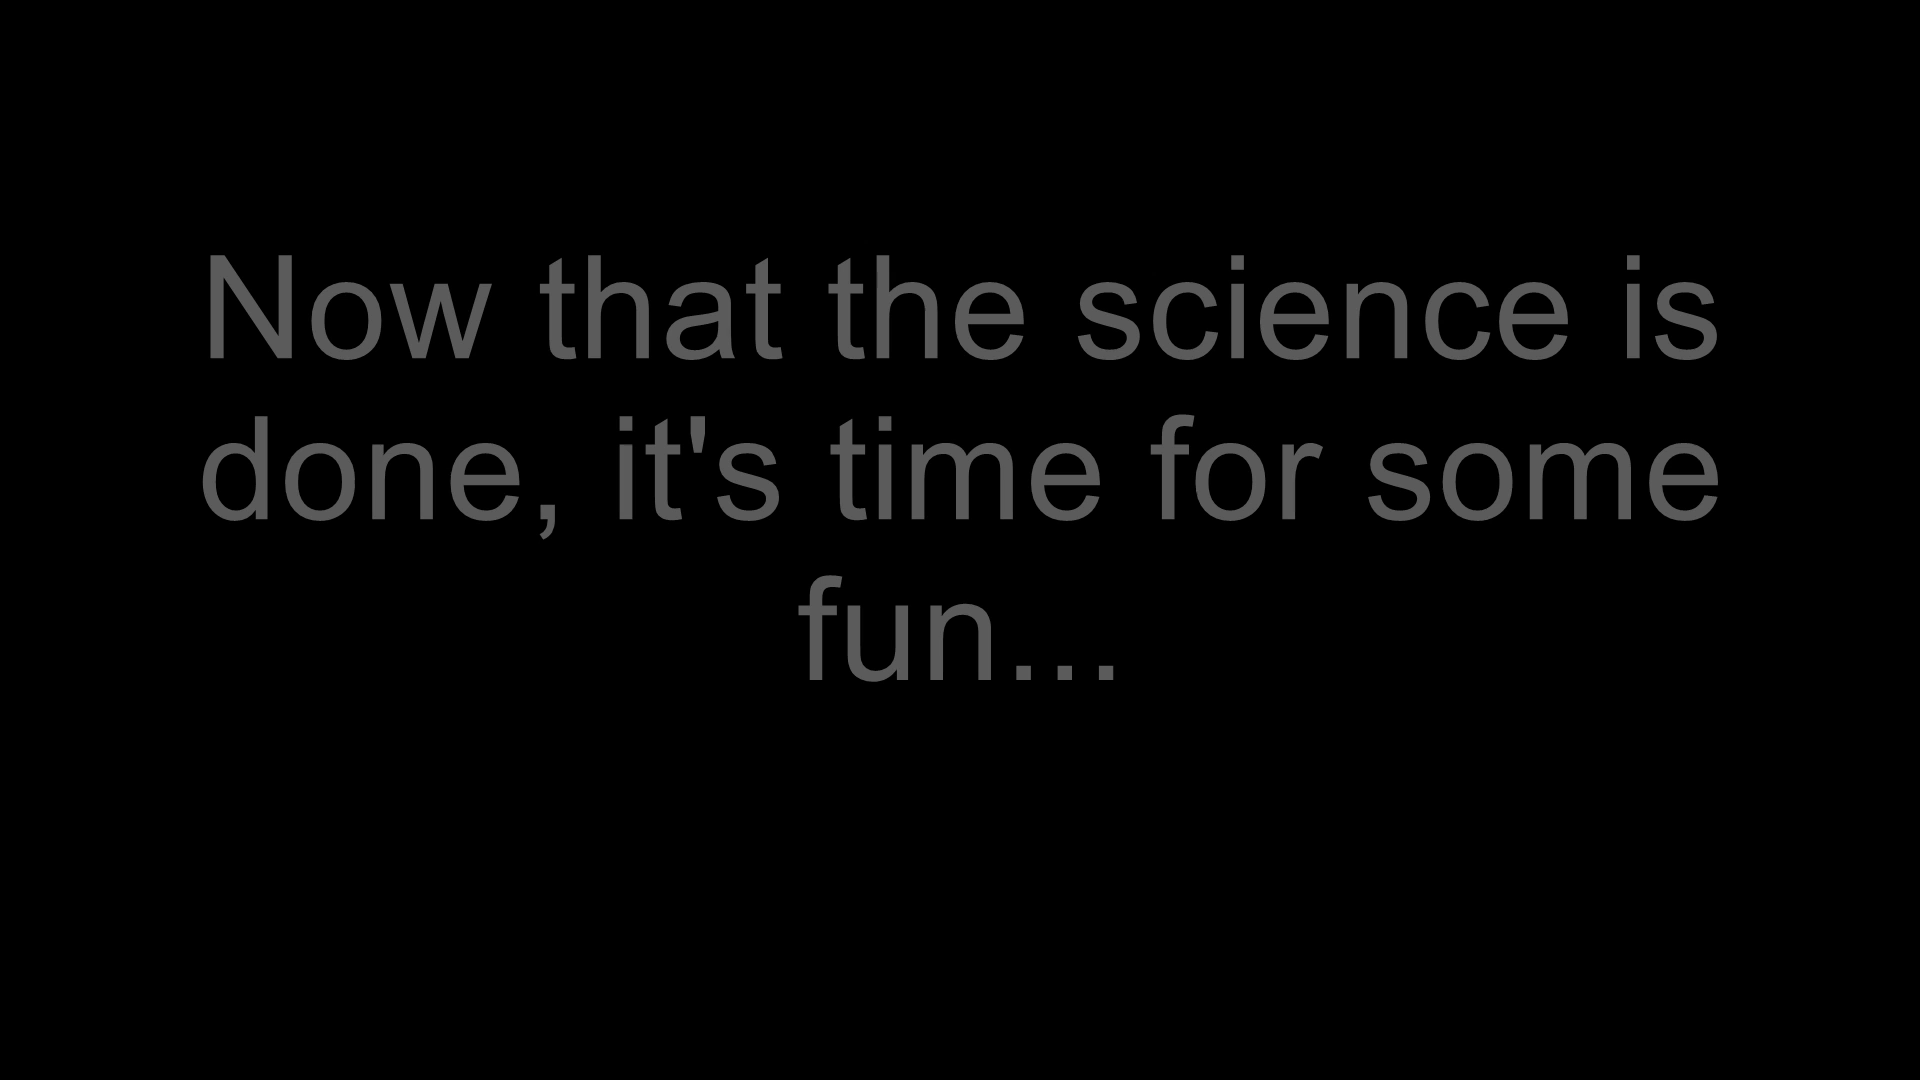 Now that the science is
done, it's time for some
fun...